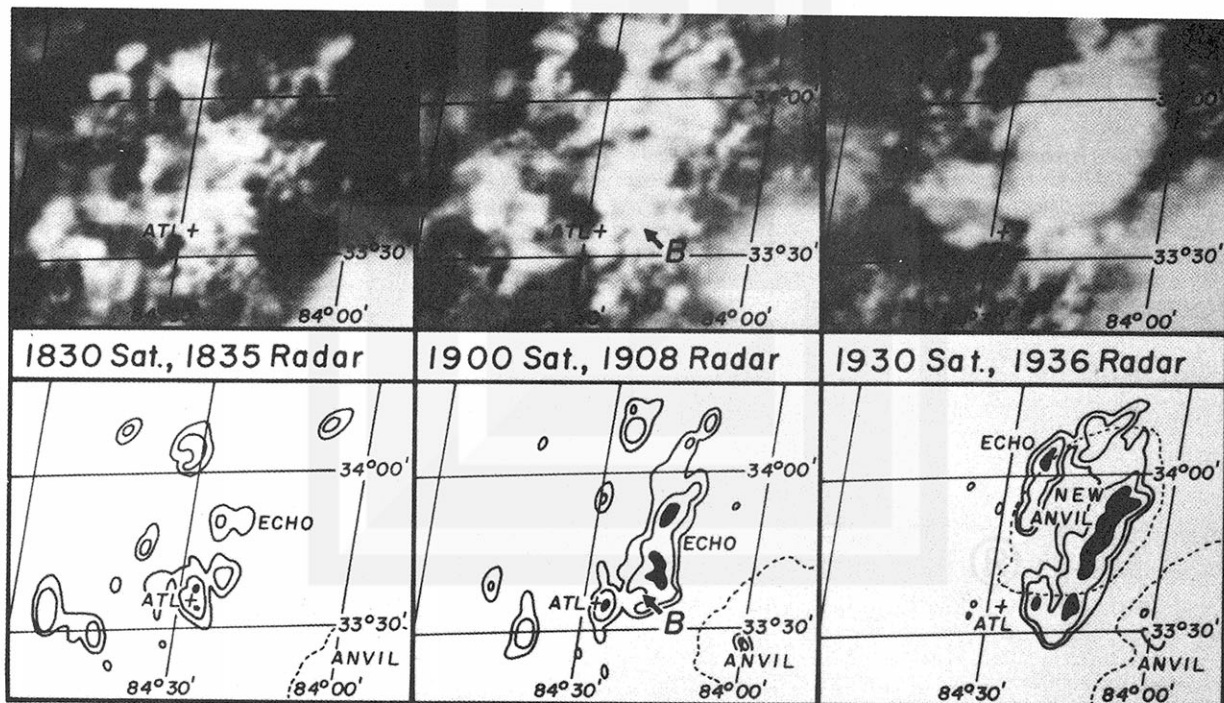 ATL+
33°30'
84°00'
34°00'
ATL+
B
33°30'
84°00'
+
33°30'
84°00'
1830 Sat., 1835 Radar
1900 Sat., 1908 Radar
1930 Sat., 1936 Radar
34°00'
ECHO
ATL+
33°30'
ANVIL
84°30'
84°00'
34°00'
ECHO
ATL+
B
33°30'
ANVIL
84°30'
84°00'
ECHO
34°00'
NEW
ANVIL
+
ATL
33°30'
ANVIL
84°30'
84°00'